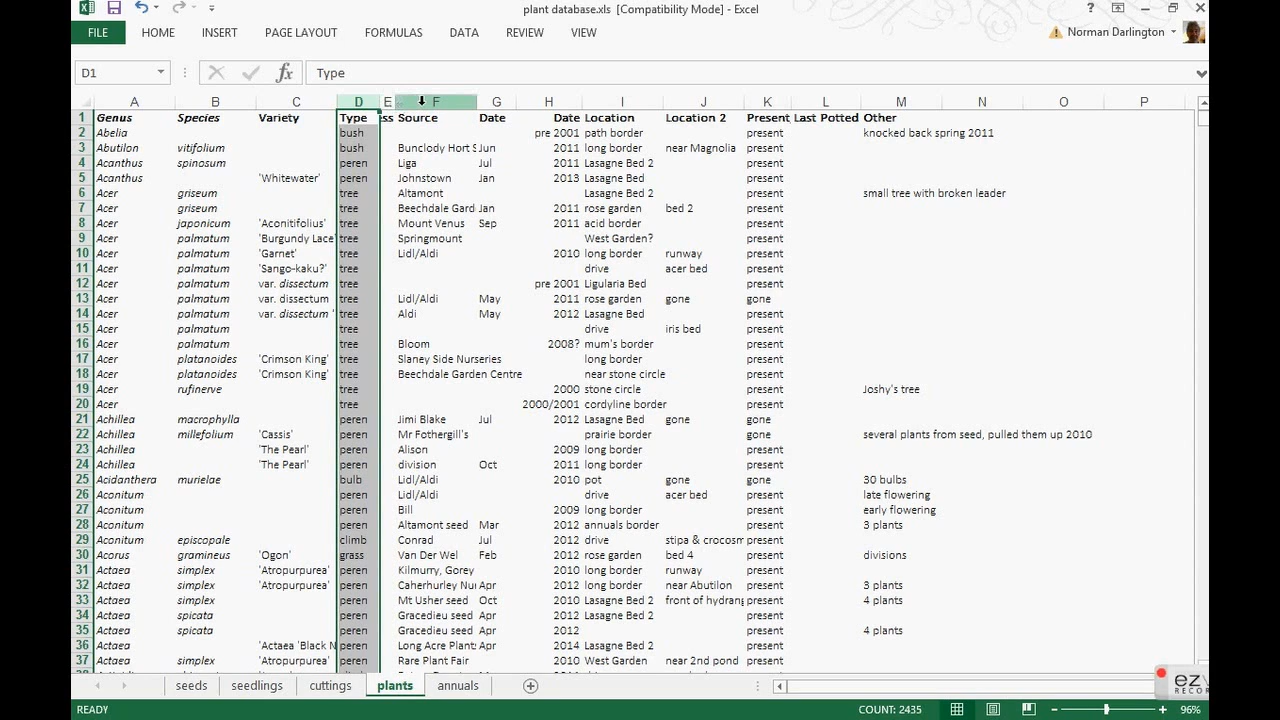 plant database.xls [Compatibility Mode] - Excel
FILE HOME INSERT PAGE LAYOUT FORMULAS DATA REVIEW VIEW Norman Darlington
D1 fx Type
A B C D E F G H I J K L M N O P
1 Genus Species Variety Type ess Source Date Date Location Location 2 Present Last Potted Other
2 Abelia bush pre 2001 path border present knocked back spring 2011
3 Abutilon vitifolium bush Bunclody Hort S Jun 2011 long border near Magnolia present
4 Acanthus spinosum peren Liga Jul 2011 Lasagne Bed 2 present
5 Acanthus 'Whitewater' peren Johnstown Jan 2013 Lasagne Bed present
6 Acer griseum tree Altamont Lasagne Bed 2 present small tree with broken leader
7 Acer griseum tree Beechdale Gard Jan 2011 rose garden bed 2 present
8 Acer japonicum 'Aconitifolius' tree Mount Venus Sep 2011 acid border present
9 Acer palmatum 'Burgundy Lace' tree Springmount West Garden? present
10 Acer palmatum 'Garnet' tree Lidl/Aldi 2010 long border runway present
11 Acer palmatum 'Sango-kaku?' tree drive acer bed present
12 Acer palmatum var. dissectum tree pre 2001 Ligularia Bed present
13 Acer palmatum var. dissectum tree Lidl/Aldi May 2011 rose garden gone gone
14 Acer palmatum var. dissectum ' tree Aldi May 2012 Lasagne Bed present
15 Acer palmatum tree drive iris bed present
16 Acer palmatum tree Bloom 2008? mum's border present
17 Acer platanoides 'Crimson King' tree Slaney Side Nurseries long border present
18 Acer platanoides 'Crimson King' tree Beechdale Garden Centre near stone circle present
19 Acer rufinerve tree 2000 stone circle present Joshy's tree
20 Acer tree 2000/2001 cordyline border present
21 Achillea macrophylla peren Jimi Blake Jul 2012 Lasagne Bed gone gone
22 Achillea millefolium 'Cassis' peren Mr Fothergill's prairie border gone several plants from seed, pulled them up 2010
23 Achillea 'The Pearl' peren Alison 2009 long border present
24 Achillea 'The Pearl' peren division Oct 2011 long border present
25 Acidanthera murielae bulb Lidl/Aldi 2010 pot gone gone 30 bulbs
26 Aconitum peren Lidl/Aldi drive acer bed present late flowering
27 Aconitum peren Bill 2009 long border present early flowering
28 Aconitum peren Altamont seed Mar 2012 annuals border present 3 plants
29 Aconitum episcopale climb Conrad Jul 2012 drive stipa & crocosm present
30 Acorus gramineus 'Ogon' grass Van Der Wel Feb 2012 rose garden bed 4 present divisions
31 Actaea simplex 'Atropurpurea' peren Kilmurry, Gorey 2010 long border runway present
32 Actaea simplex 'Atropurpurea' peren Caherhurley Nu Apr 2012 long border near Abutilon present 3 plants
33 Actaea simplex peren Mt Usher seed Oct 2010 Lasagne Bed 2 front of hydrang present 4 plants
34 Actaea spicata peren Gracedieu seed Apr 2012 Lasagne Bed 2 present
35 Actaea spicata peren Gracedieu seed Apr 2012 present 4 plants
36 Actaea 'Actaea 'Black N peren Long Acre Plant Apr 2014 Lasagne Bed 2 present
37 Actaea simplex 'Atropurpurea' peren Rare Plant Fair 2010 West Garden near 2nd pond present
seeds seedlings cuttings plants annuals
READY COUNT: 2435 96%